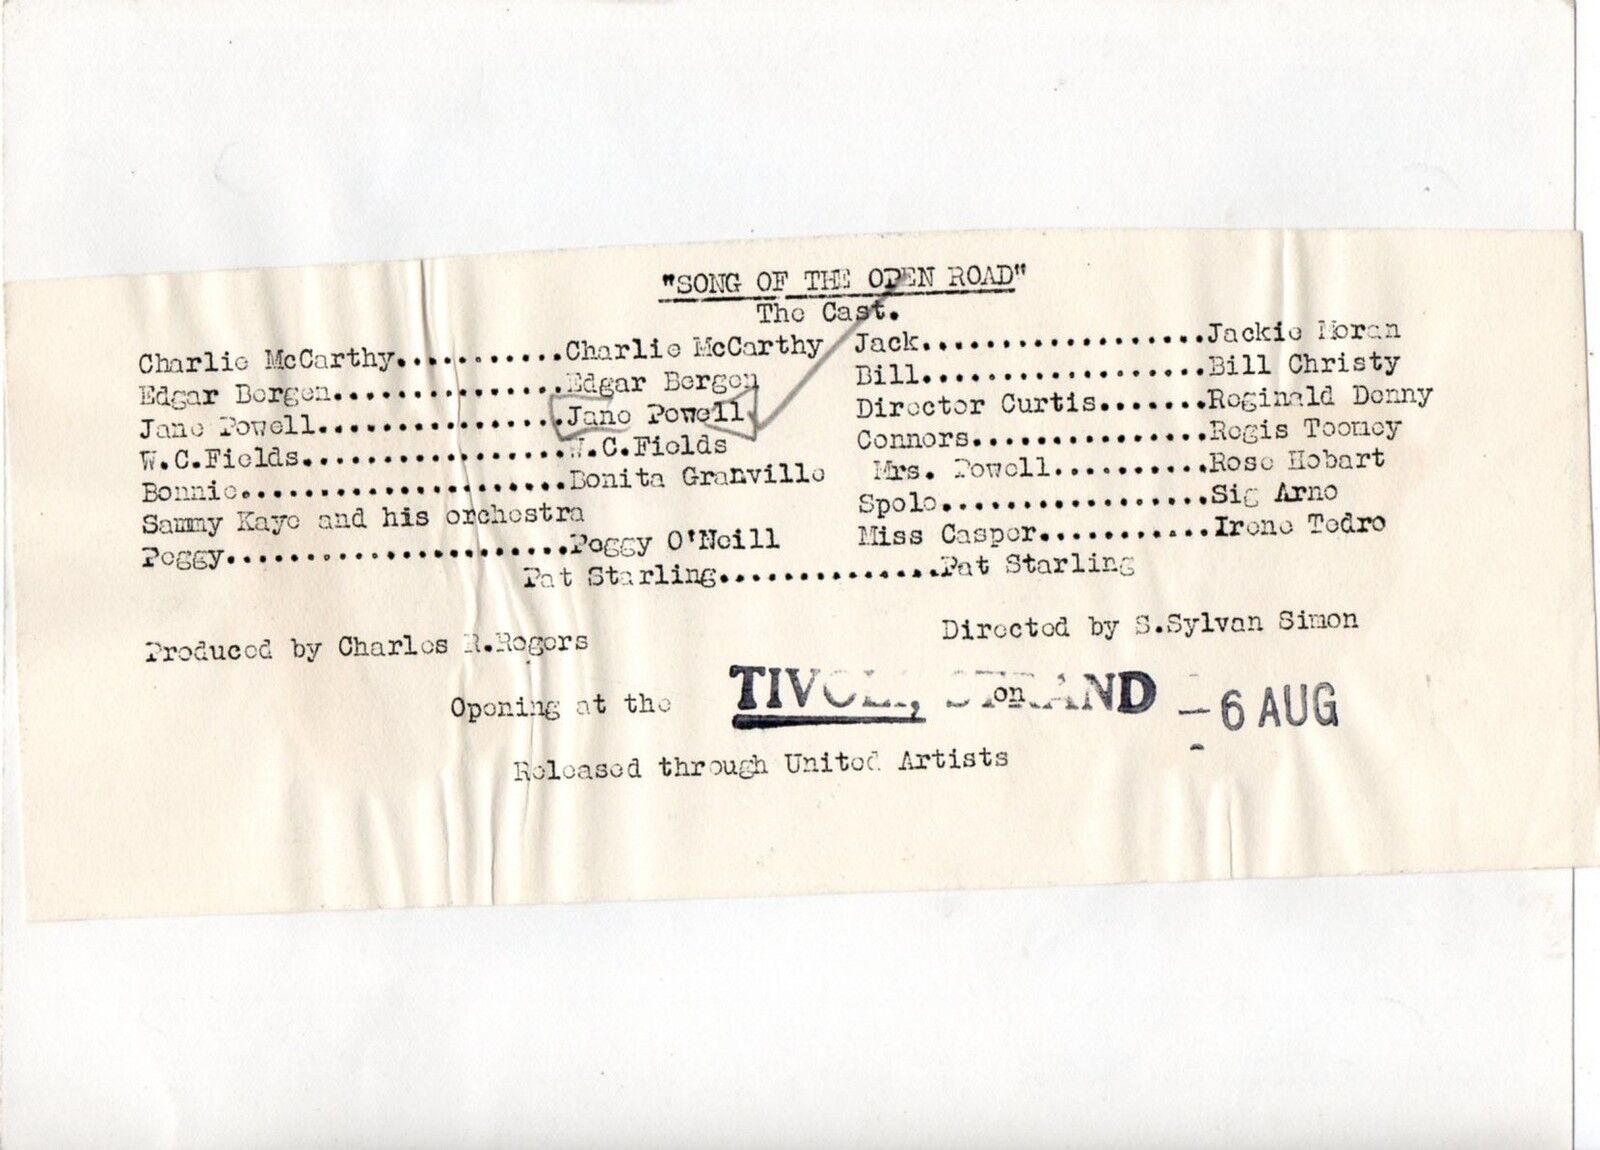 "SONG OF THE OPEN ROAD"
The Cast.
Charlie McCarthy...........Charlie McCarthy Jack..................Jackie Moran
Edgar Bergen...............Edgar Bergen Bill..................Bill Christy
Jane Powell................Jane Powell Director Curtis.......Reginald Denny
W.C.Fields.................W.C.Fields Connors...............Regis Toomey
Bonnie.....................Bonita Granville Mrs. Powell..........Rose Hobart
Sammy Kaye and his orchestra Spolo.................Sig Arno
Peggy......................Peggy O'Neill Miss Casper...........Irene Tedro
Pat Starling..............Pat Starling
Produced by Charles R.Rogers Directed by S.Sylvan Simon
Opening at the TIVOLI, STRAND on -6 AUG
Released through United Artists